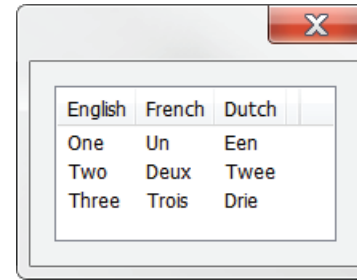 English French Dutch
One Un Een
Two Deux Twee
Three Trois Drie